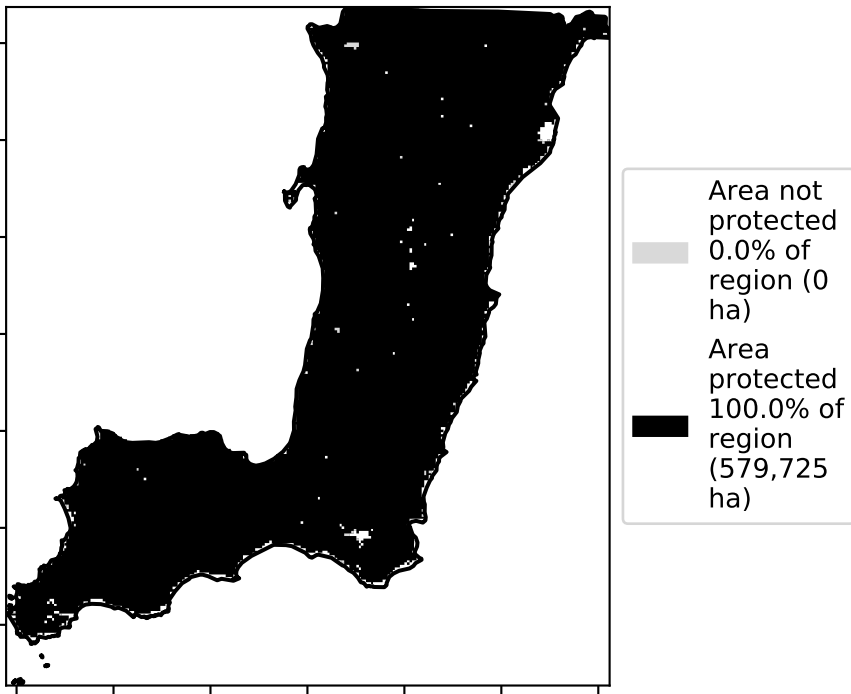 Area not
protected
0.0% of
region (0
ha)
Area
protected
100.0% of
region
(579,725
ha)